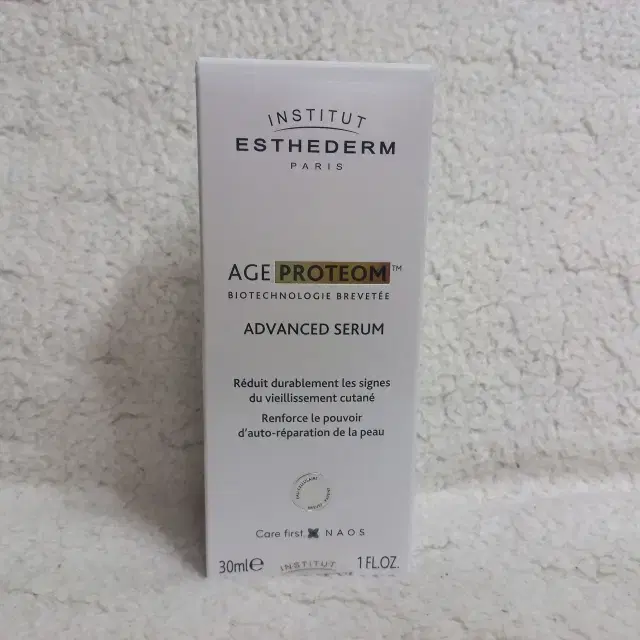 INSTITUT
ESTHEDERM
PARIS
AGE PROTEOM™
BIOTECHNOLOGIE BREVETÉE
ADVANCED SERUM
Réduit durablement les signes
du vieillissement cutané
Renforce le pouvoir
d'auto-réparation de la peau
Care first. NAOS
30ml℮ INSTITUT 1 FL.OZ.